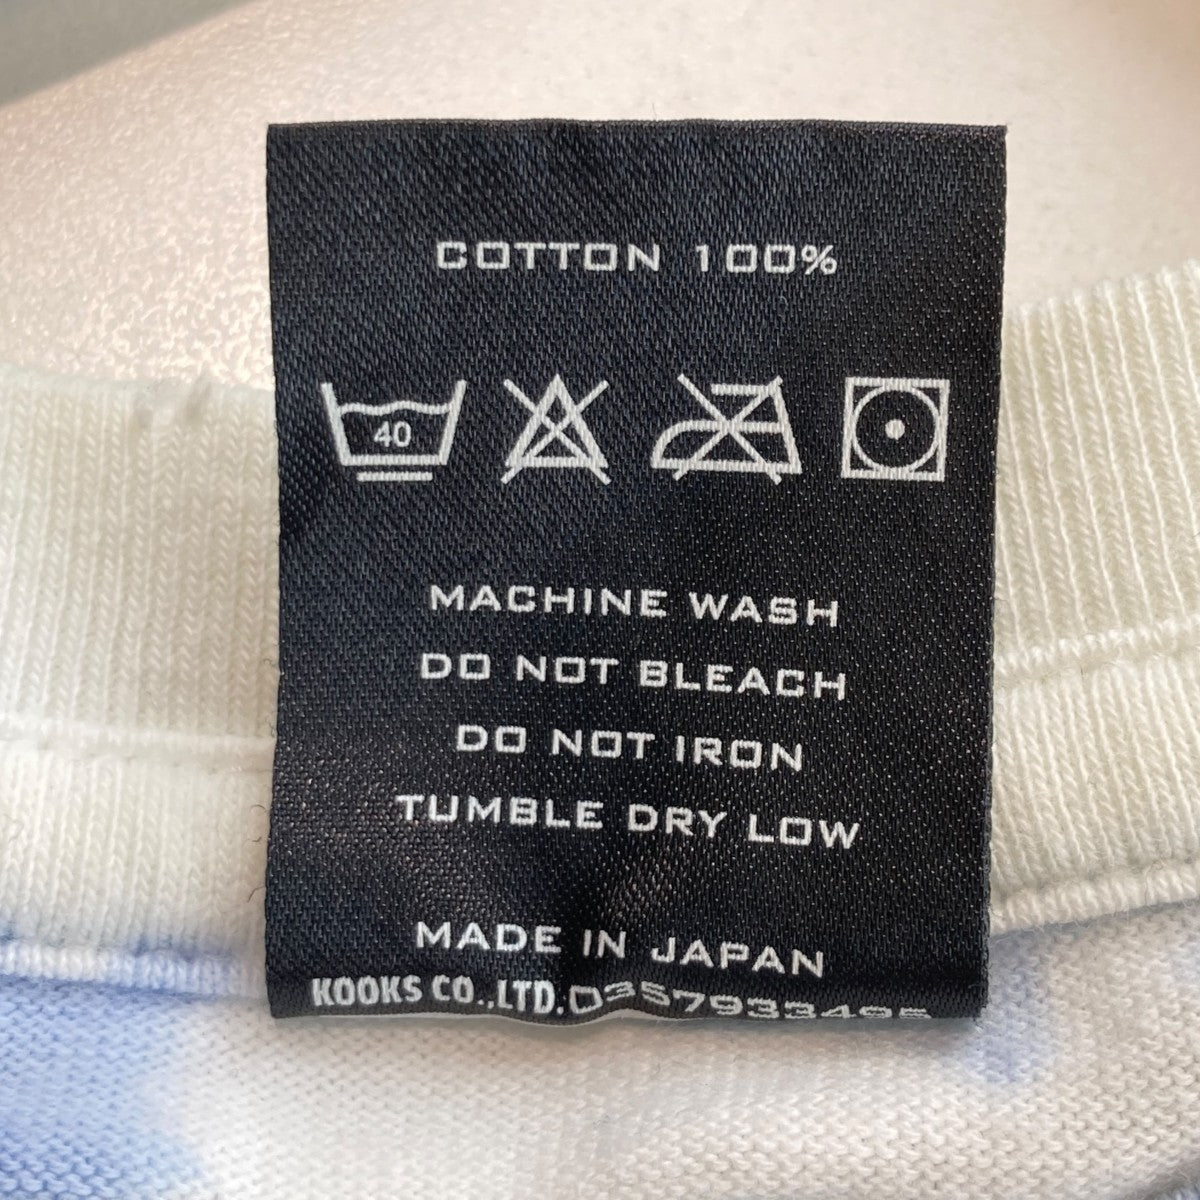 COTTON 100%
40
MACHINE WASH
DO NOT BLEACH
DO NOT IRON
TUMBLE DRY LOW
MADE IN JAPAN
KOOKS CO.,LTD. 0357933495